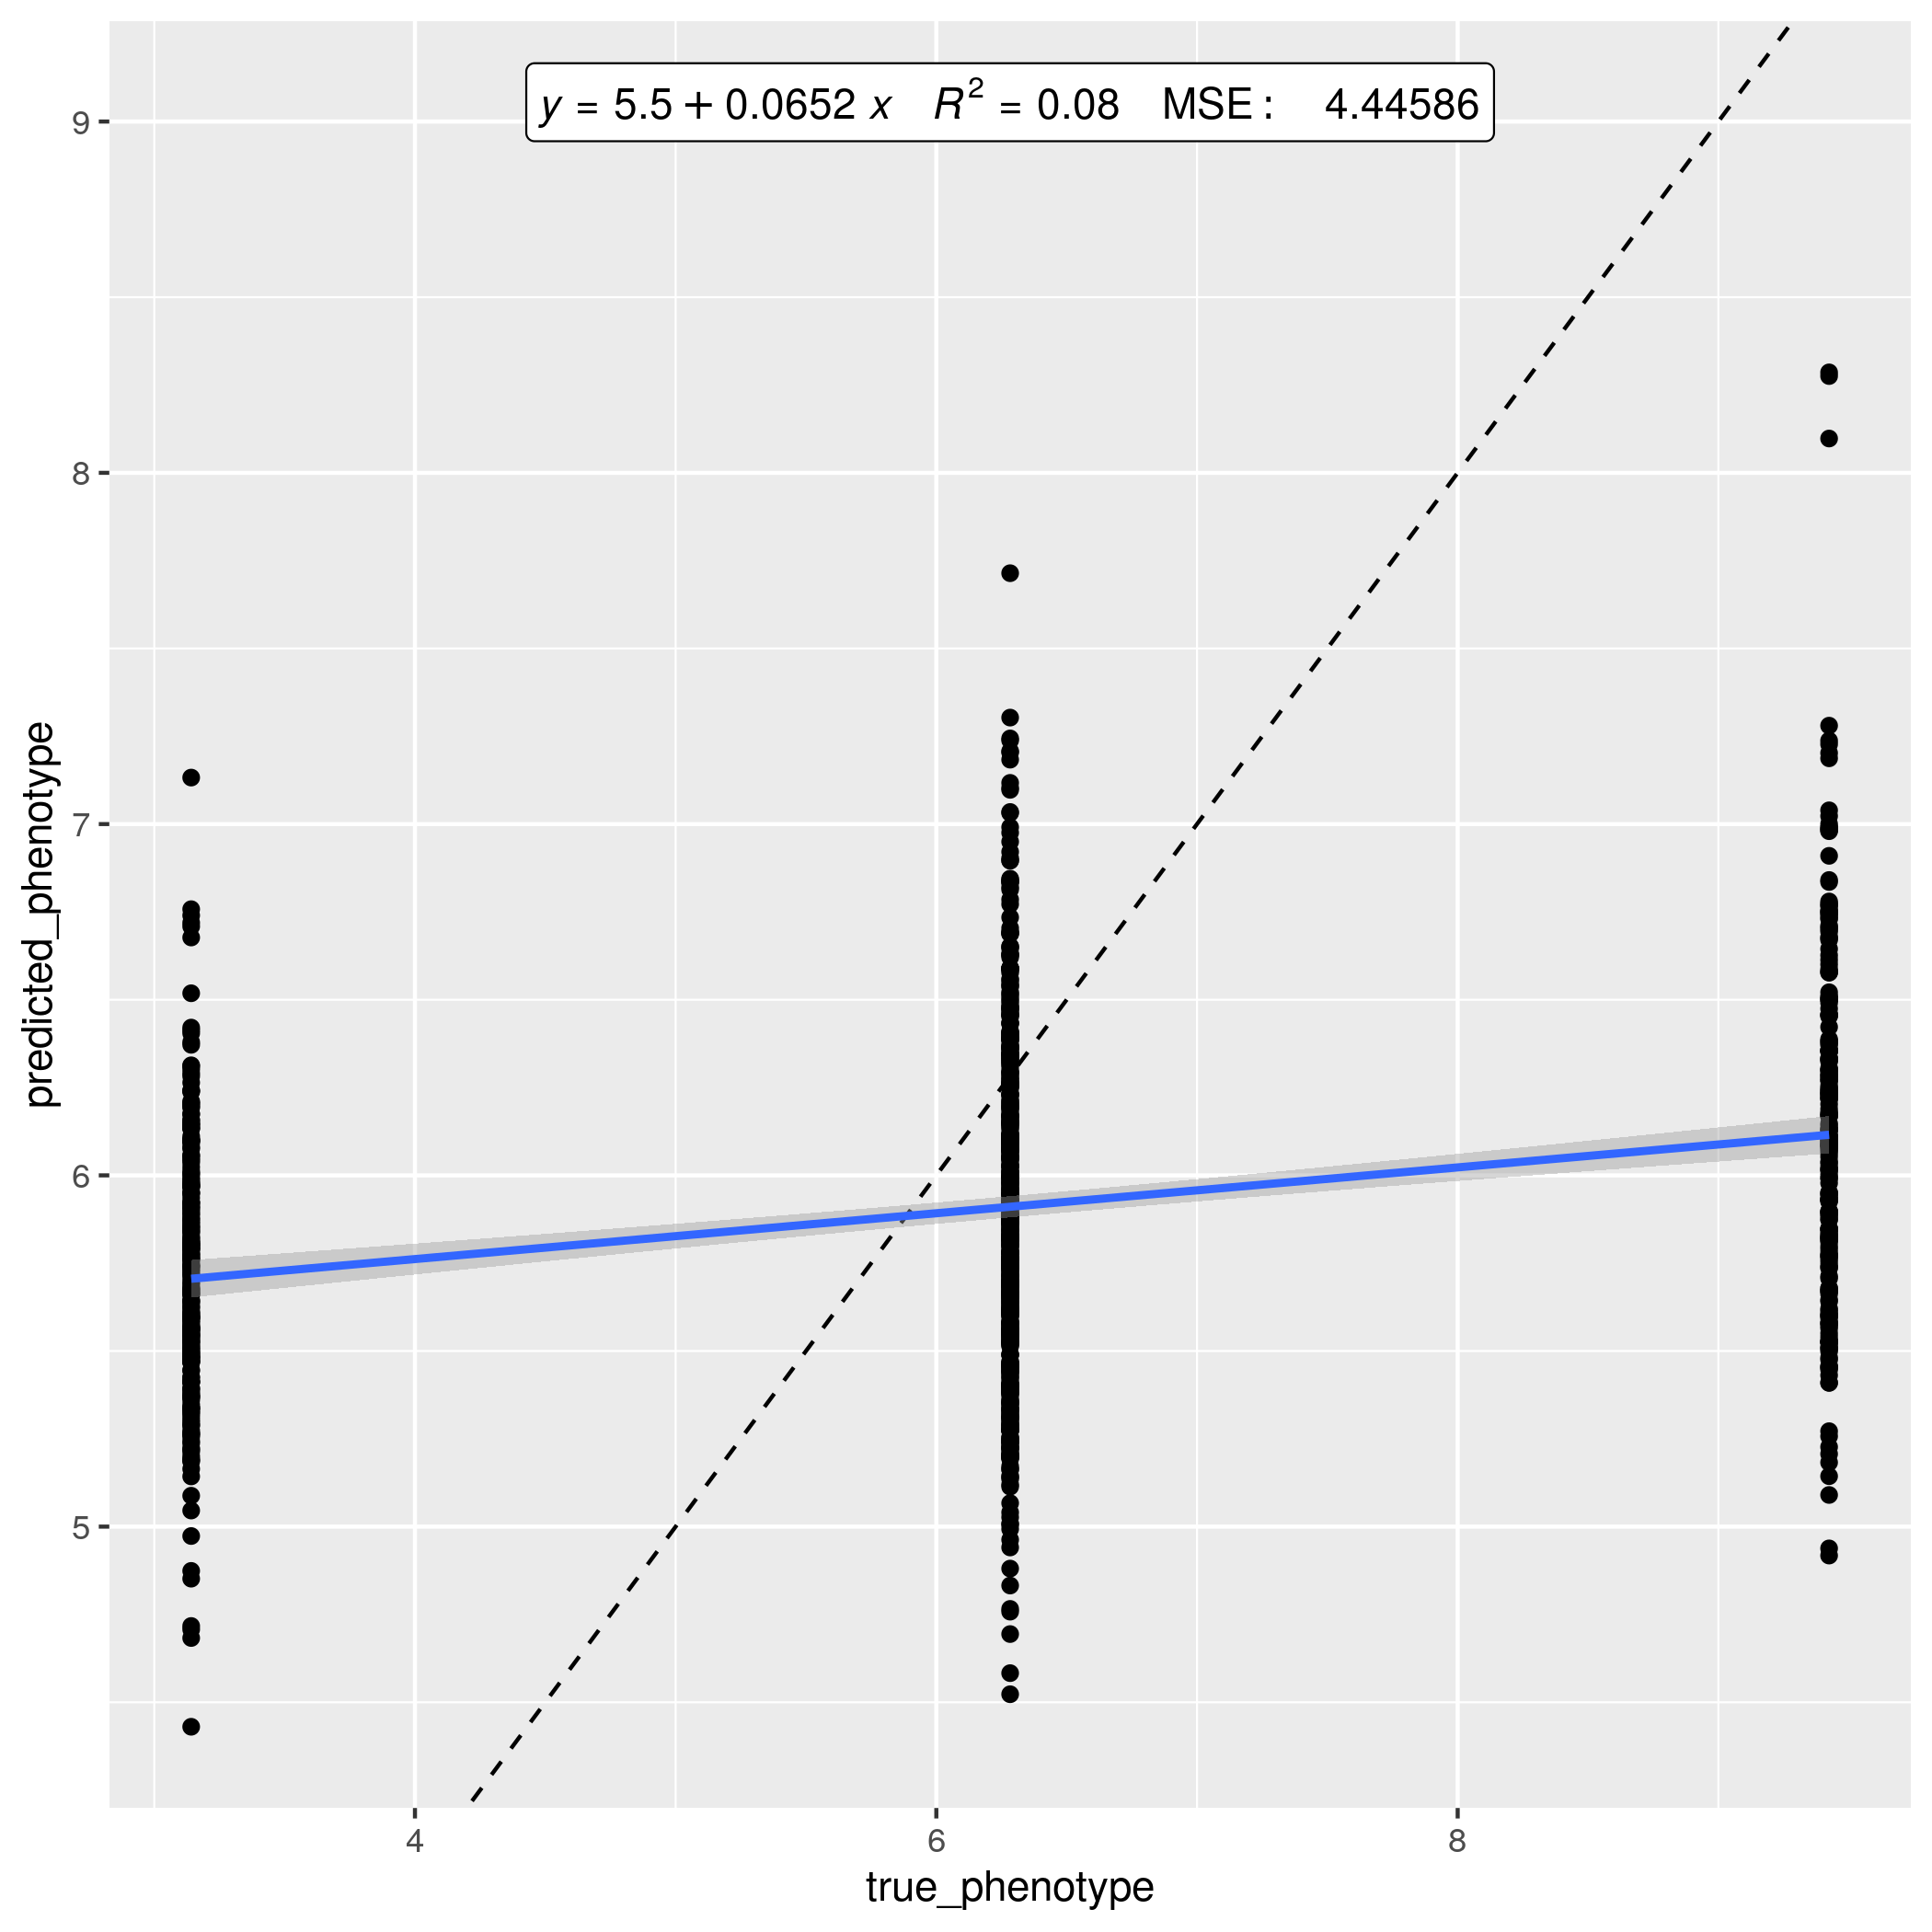 y = 5.5 + 0.0652 x R² = 0.08 MSE : 4.44586
9
8
7
6
5
predicted_phenotype
4 6 8
true_phenotype